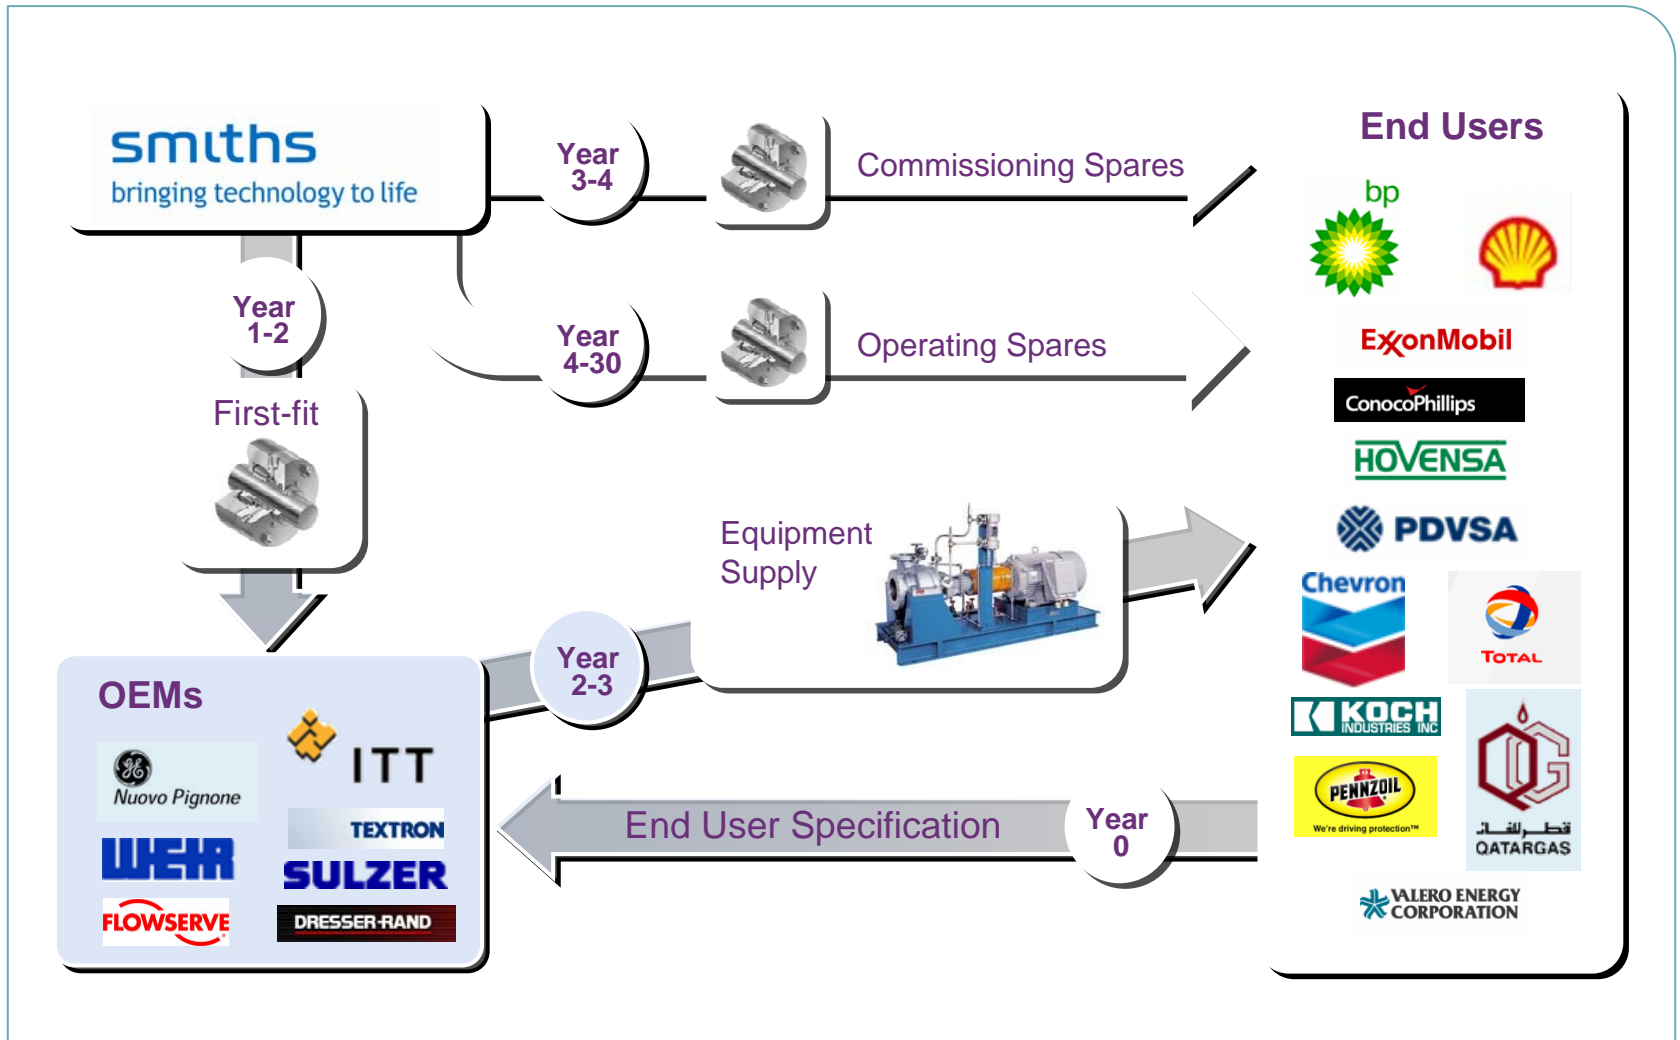 smiths
bringing technology to life
Year
3-4
Commissioning Spares
End Users
bp
Year
1-2
Year
4-30
Operating Spares
ExxonMobil
ConocoPhillips
First-fit
HOVENSA
Equipment
Supply
PDVSA
Chevron
TOTAL
Year
2-3
OEMs
ITT
Nuovo Pignone
TEXTRON
WEIR
SULZER
FLOWSERVE
DRESSER-RAND
End User Specification
Year
0
KOCH
INDUSTRIES INC
QG
PENNZOIL
We're driving protection™
قطر للغاز
QATARGAS
VALERO ENERGY
CORPORATION